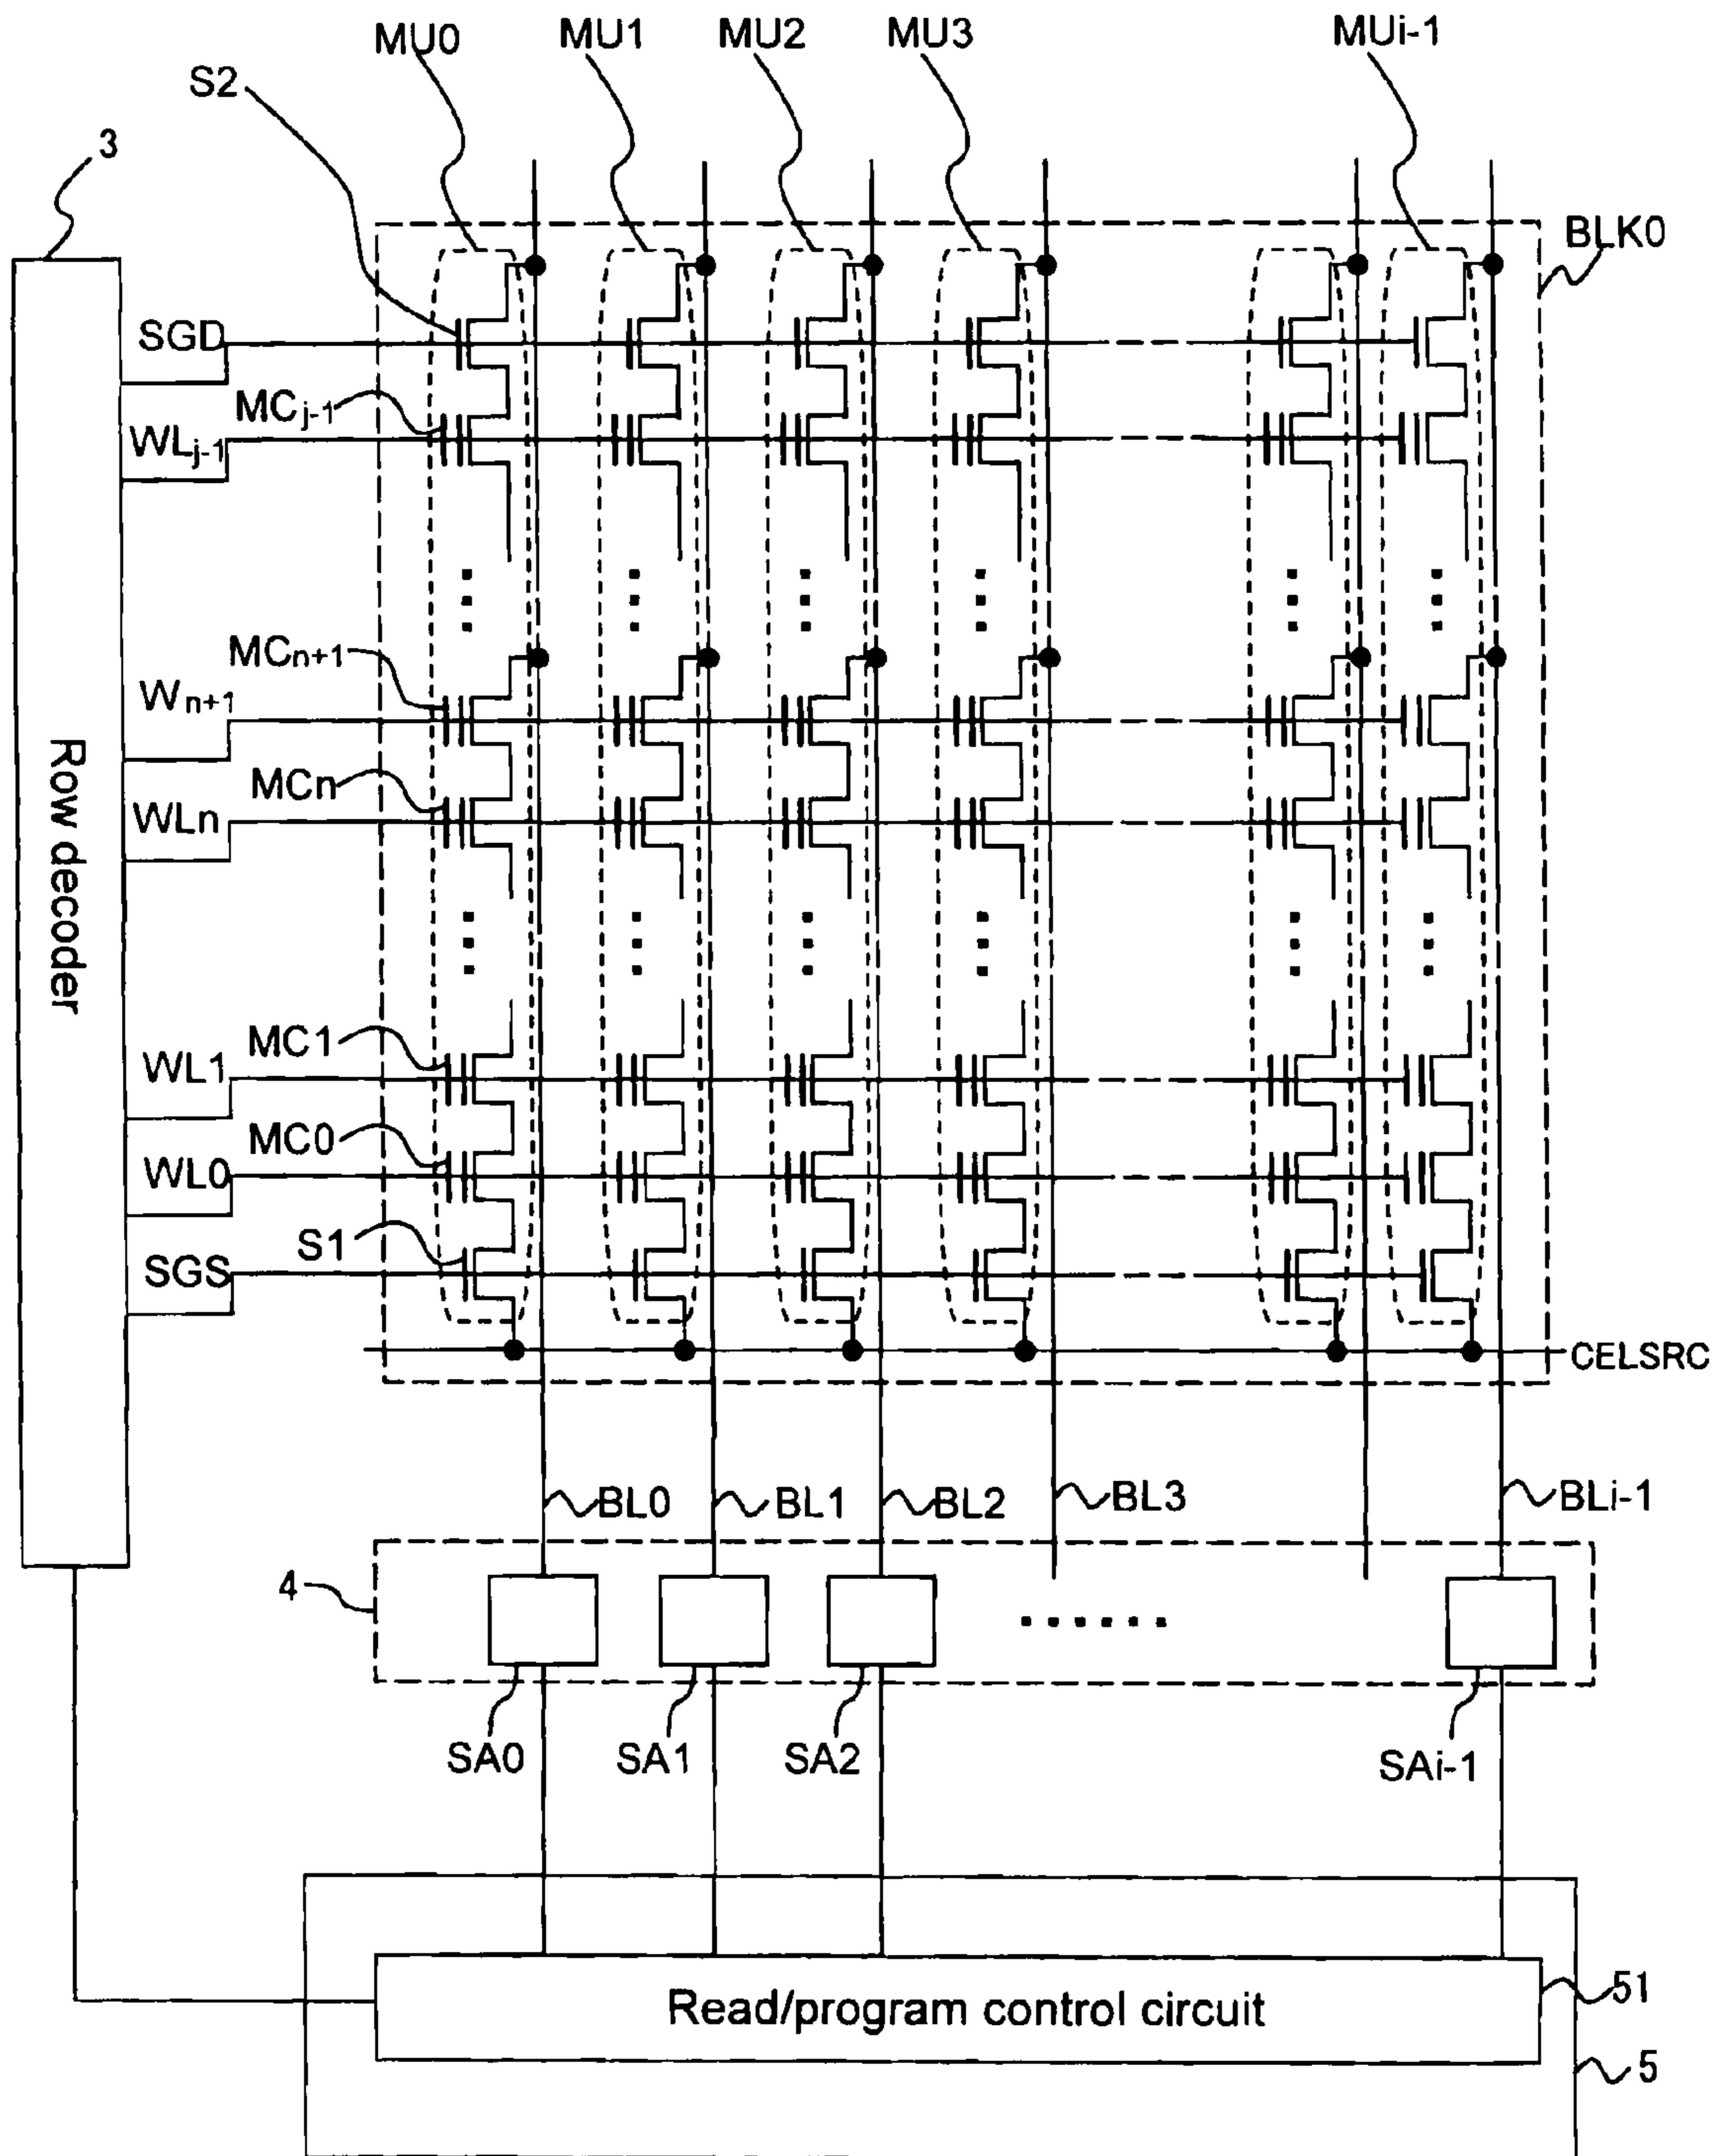 MU0 MU1 MU2 MU3 MUi-1
S2
3
BLK0
SGD
MCj-1
WLj-1
MCn+1
Wn+1
MCn
WLn
Row decoder
MC1
WL1
MC0
WL0
S1
SGS
CELSRC
BL0 BL1 BL2 BL3 BLi-1
4
SA0 SA1 SA2 SAi-1
Read/program control circuit
51
5